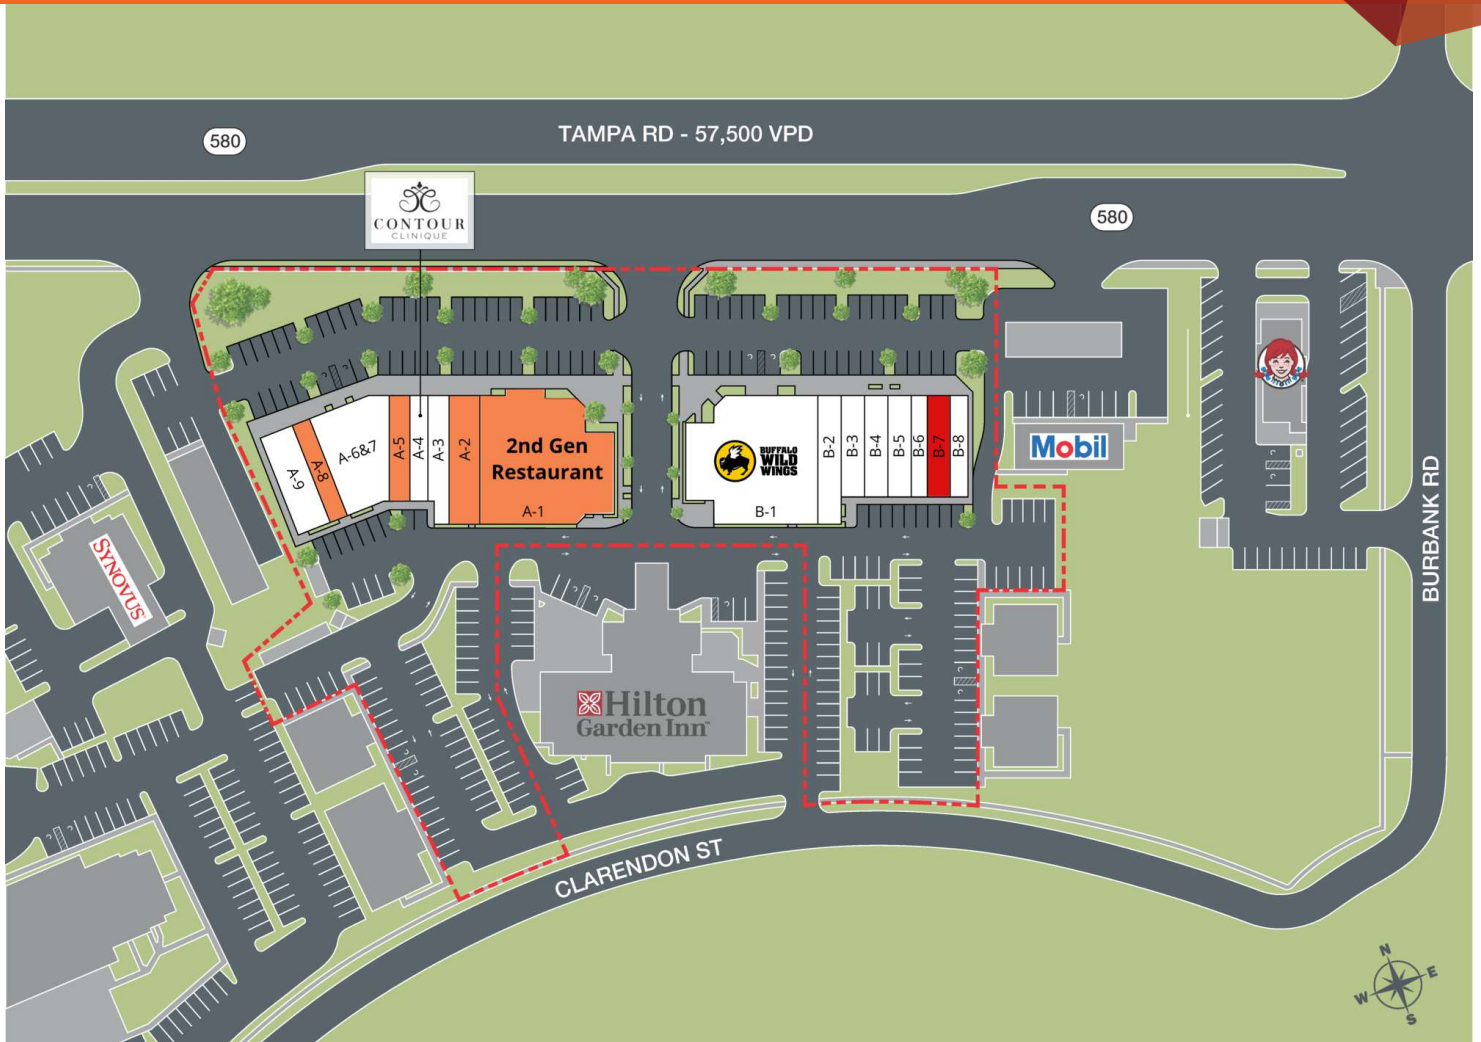 580
TAMPA RD - 57,500 VPD
580
CONTOUR
CLINIQUE
A-9
A-8
A-6&7
A-5
A-4
A-3
A-2
2nd Gen
Restaurant
A-1
BUFFALO
WILD
WINGS
B-1
B-2
B-3
B-4
B-5
B-6
B-7
B-8
Mobil
BURBANK RD
SYNOVUS
Hilton
Garden Inn
CLARENDON ST
N
E
W
S